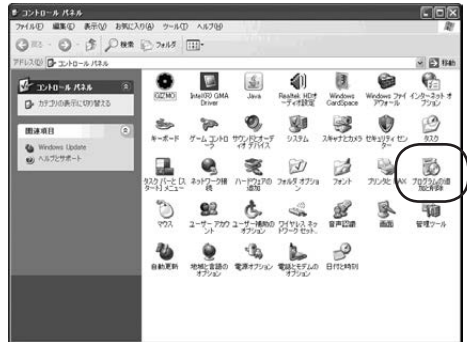 コントロール パネル
ファイル(F) 編集(E) 表示(V) お気に入り(A) ツール(T) ヘルプ(H)
戻る 検索 フォルダ
アドレス(D) コントロール パネル 移動
コントロール パネル
カテゴリの表示に切り替える
関連項目
Windows Update
ヘルプとサポート
GIZMO
Intel(R) GMA
Driver
Java
Realtek HDオ
ーディオ設定
Windows
CardSpace
Windows ファイ
アウォール
インターネット オ
プション
キーボード
ゲーム コントロ
ーラ
サウンドとオーデ
ィオ デバイス
システム
スキャナとカメラ
セキュリティ セン
ター
タスク
タスク バーと [ス
タート] メニュー
ネットワーク接
続
ハードウェアの
追加
フォルダ オプショ
ン
フォント
プリンタと FAX
プログラムの追
加と削除
マウス
ユーザー アカウ
ント
ユーザー補助の
オプション
ワイヤレス ネッ
トワーク セット..
音声認識
画面
管理ツール
自動更新
地域と言語の
オプション
電源オプション
電話とモデムの
オプション
日付と時刻